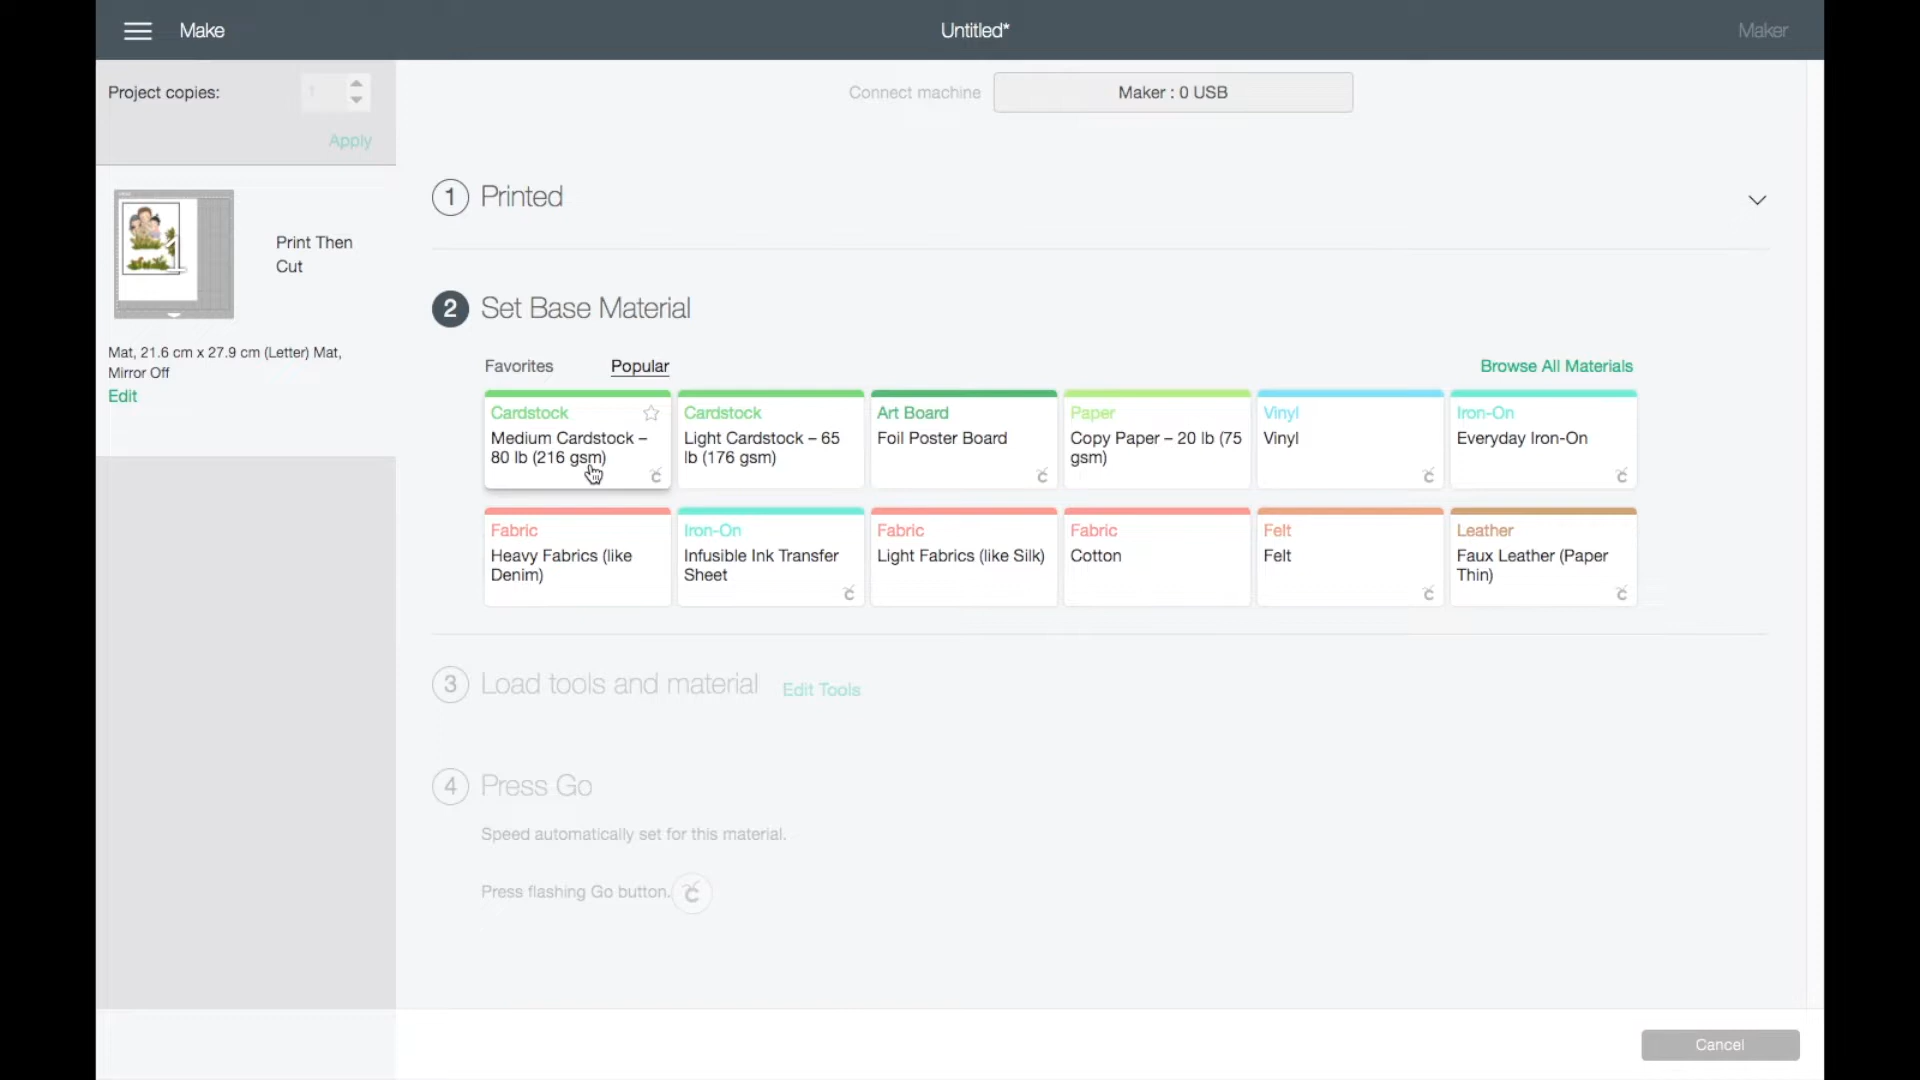 Make
Untitled*
Maker
Project copies:
1
Apply
Connect machine
Maker : 0 USB
Print Then
Cut
Mat, 21.6 cm x 27.9 cm (Letter) Mat,
Mirror Off
Edit
1 Printed
2 Set Base Material
Favorites
Popular
Browse All Materials
Cardstock
Medium Cardstock –
80 lb (216 gsm)
Cardstock
Light Cardstock – 65
lb (176 gsm)
Art Board
Foil Poster Board
Paper
Copy Paper – 20 lb (75
gsm)
Vinyl
Vinyl
Iron-On
Everyday Iron-On
Fabric
Heavy Fabrics (like
Denim)
Iron-On
Infusible Ink Transfer
Sheet
Fabric
Light Fabrics (like Silk)
Fabric
Cotton
Felt
Felt
Leather
Faux Leather (Paper
Thin)
3 Load tools and material Edit Tools
4 Press Go
Speed automatically set for this material.
Press flashing Go button.
Cancel